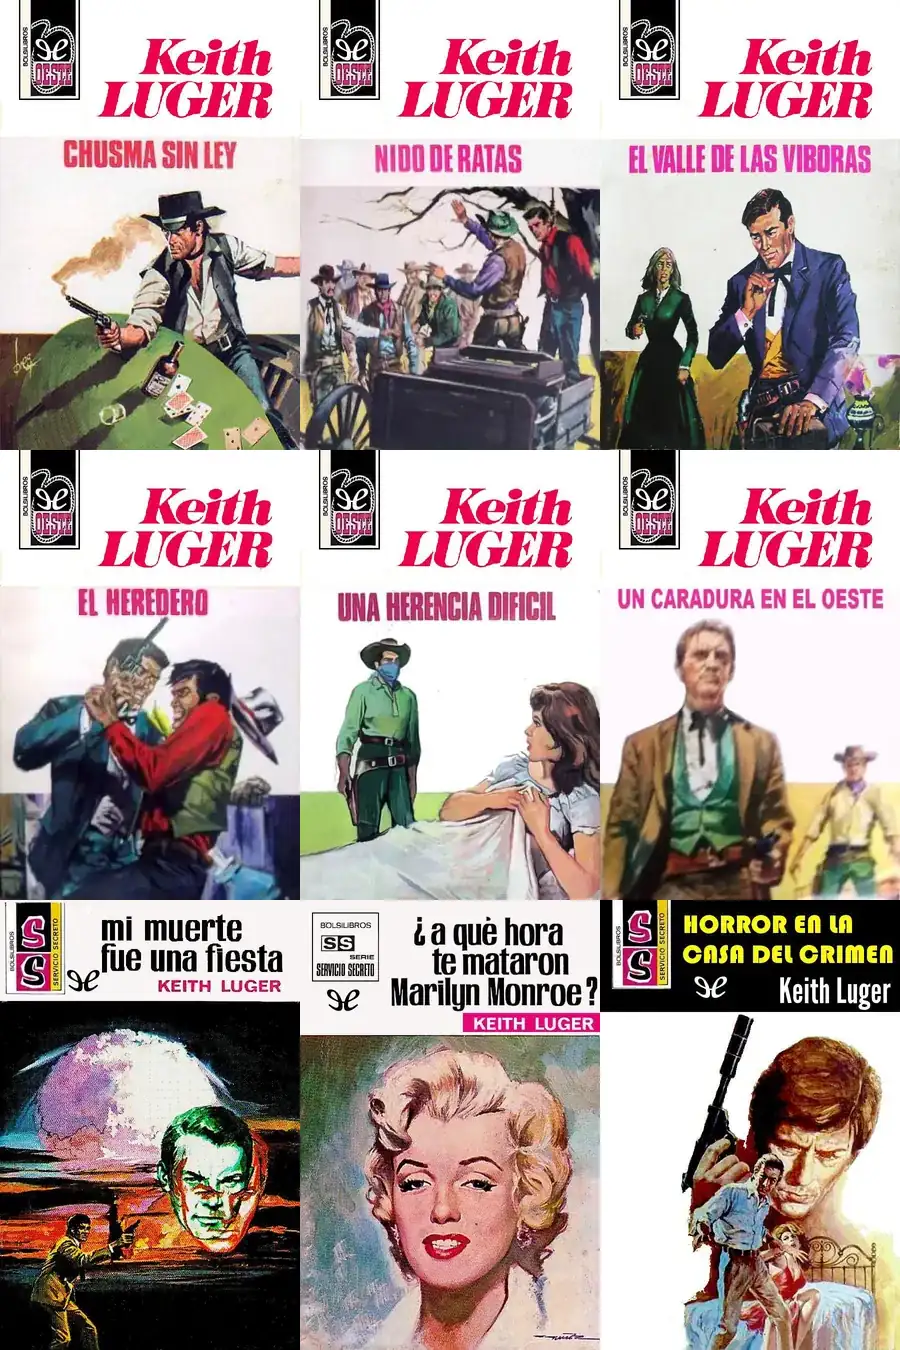 BOLSILIBROS
OESTE
Keith
LUGER
CHUSMA SIN LEY
BOLSILIBROS
OESTE
Keith
LUGER
NIDO DE RATAS
BOLSILIBROS
OESTE
Keith
LUGER
EL VALLE DE LAS VIBORAS
BOLSILIBROS
OESTE
Keith
LUGER
EL HEREDERO
BOLSILIBROS
OESTE
Keith
LUGER
UNA HERENCIA DIFICIL
BOLSILIBROS
OESTE
Keith
LUGER
UN CARADURA EN EL OESTE
BOLSILIBROS
SS
SERVICIO SECRETO
mi muerte
fue una fiesta
KEITH LUGER
BOLSILIBROS
SS
SERIE
SERVICIO SECRETO
¿a què hora
te mataron
Marilyn Monroe?
KEITH LUGER
BOLSILIBROS
SS
SERVICIO SECRETO
HORROR EN LA
CASA DEL CRIMEN
Keith Luger